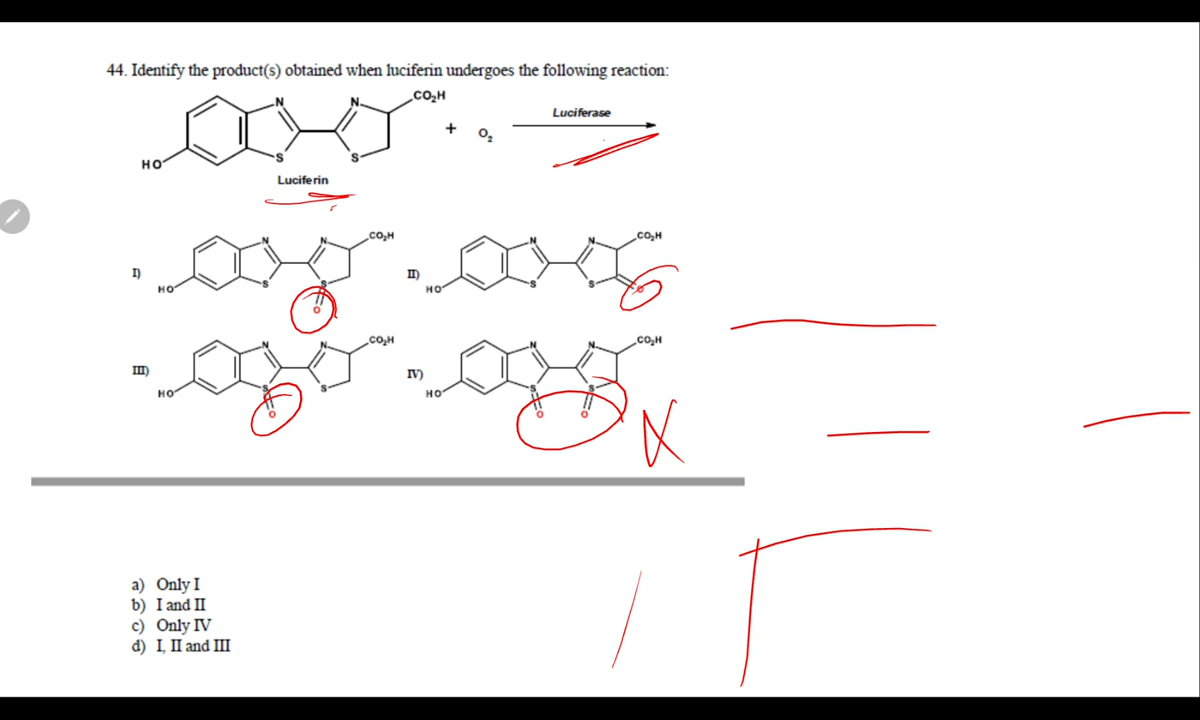 44. Identify the product(s) obtained when luciferin undergoes the following reaction:
N N CO2H
+ O2 Luciferase
HO S S
Luciferin
I) HO N S N S O CO2H
II) HO N S N S O CO2H
III) HO N S O N S CO2H
IV) HO N S O N S O CO2H
a) Only I
b) I and II
c) Only IV
d) I, II and III